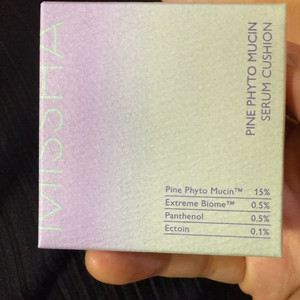 MISSHA
PINE PHYTO MUCIN
SERUM CUSHION
Pine Phyto Mucin™ 15%
Extreme Biome™ 0.5%
Panthenol 0.5%
Ectoin 0.1%